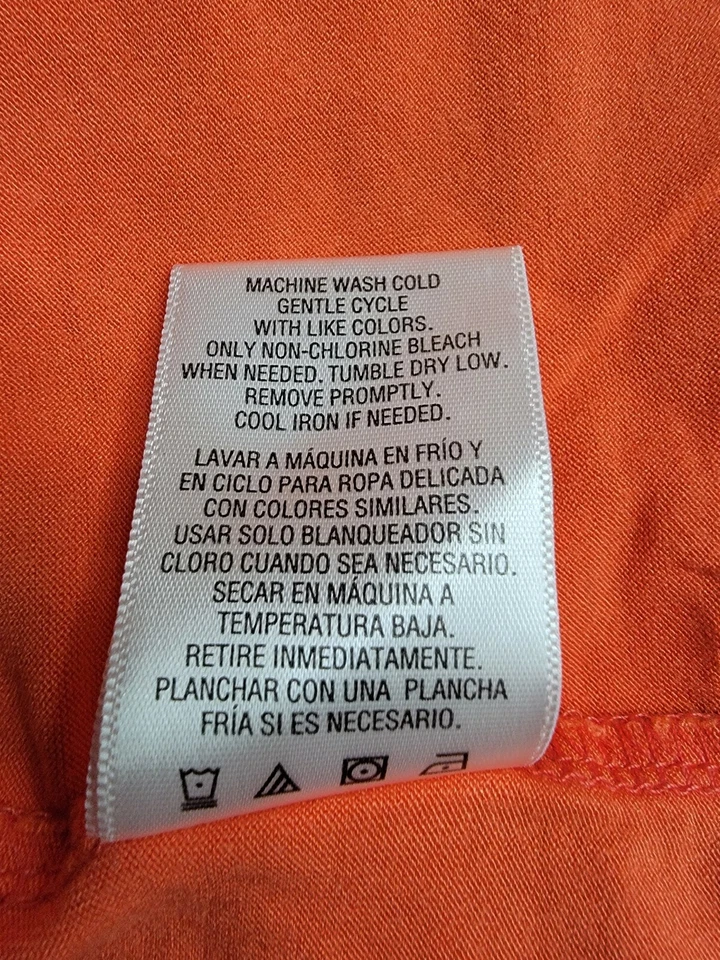 MACHINE WASH COLD
GENTLE CYCLE
WITH LIKE COLORS.
ONLY NON-CHLORINE BLEACH
WHEN NEEDED. TUMBLE DRY LOW.
REMOVE PROMPTLY.
COOL IRON IF NEEDED.
LAVAR A MÁQUINA EN FRÍO Y
EN CICLO PARA ROPA DELICADA
CON COLORES SIMILARES.
USAR SOLO BLANQUEADOR SIN
CLORO CUANDO SEA NECESARIO.
SECAR EN MÁQUINA A
TEMPERATURA BAJA.
RETIRE INMEDIATAMENTE.
PLANCHAR CON UNA PLANCHA
FRÍA SI ES NECESARIO.